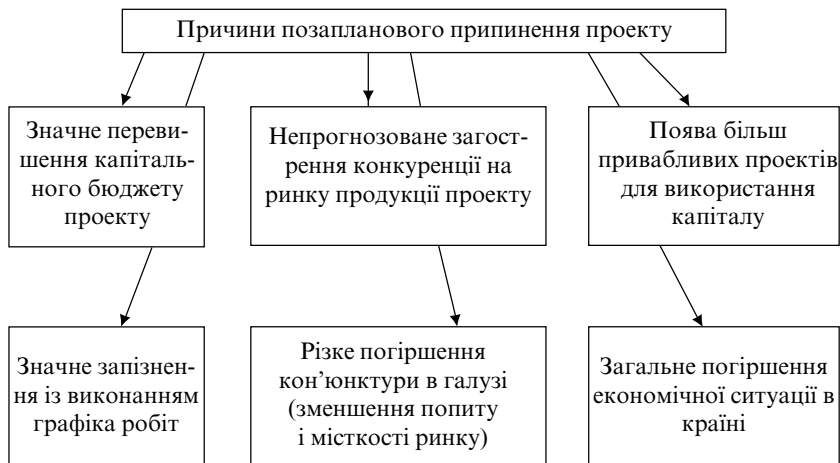 Причини позапланового припинення проекту
Значне переви-
шення капіталь-
ного бюджету
проекту
Непрогнозоване загост-
рення конкуренції на
ринку продукції проекту
Поява більш
привабливих проектів
для використання
капіталу
Значне запізнен-
ня із виконанням
графіка робіт
Різке погіршення
кон’юнктури в галузі
(зменшення попиту
і місткості ринку)
Загальне погіршення
економічної ситуації в
країні